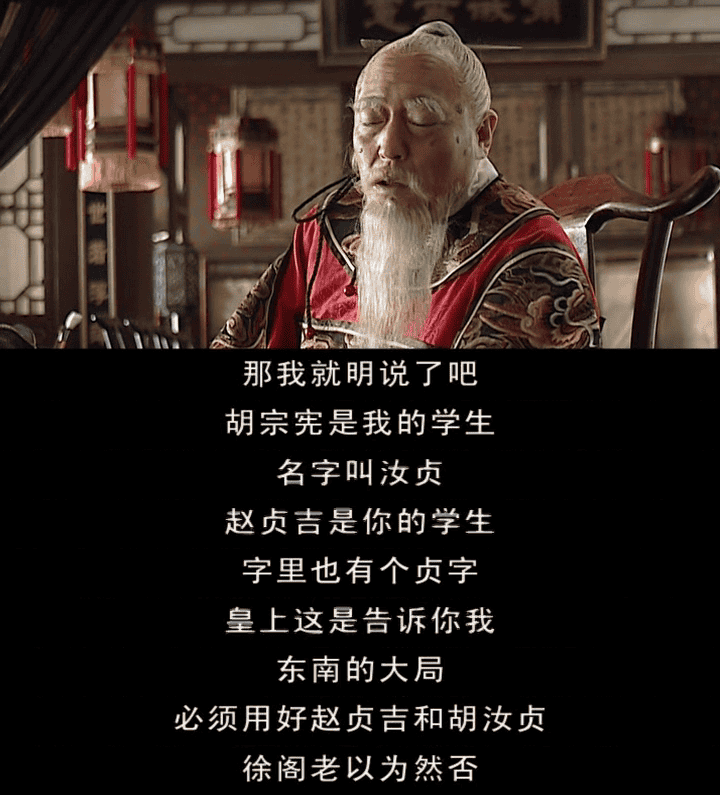 那我就明说了吧
胡宗宪是我的学生
名字叫汝贞
赵贞吉是你的学生
字里也有个贞字
皇上这是告诉你我
东南的大局
必须用好赵贞吉和胡汝贞
徐阁老以为然否